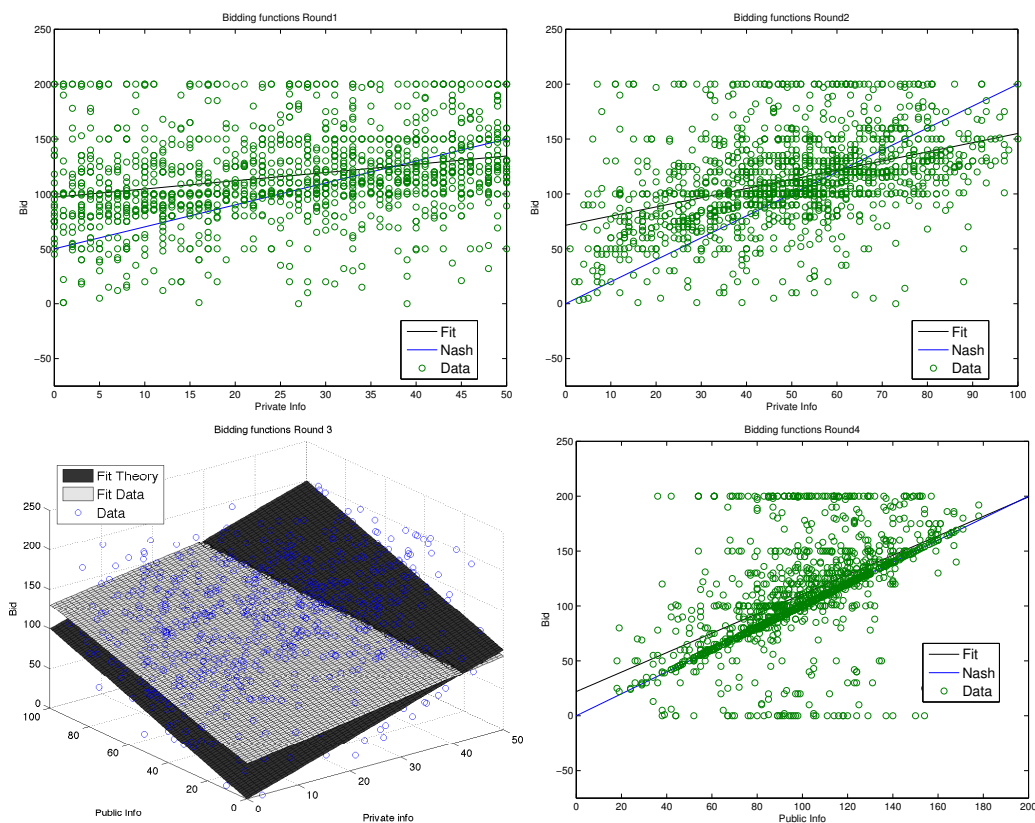 Bidding functions Round1
250
200
150
100
50
0
−50
Bid
0 5 10 15 20 25 30 35 40 45 50
Private Info
Fit
Nash
Data
Bidding functions Round2
250
200
150
100
50
0
−50
Bid
0 10 20 30 40 50 60 70 80 90 100
Private Info
Fit
Nash
Data
Bidding functions Round 3
Fit Theory
Fit Data
Data
250
200
150
100
50
0
Bid
100
80
60
40
20
0
Public Info
0
10
20
30
40
50
Private info
Bidding functions Round4
250
200
150
100
50
0
−50
Bid
0 20 40 60 80 100 120 140 160 180 200
Public Info
Fit
Nash
Data